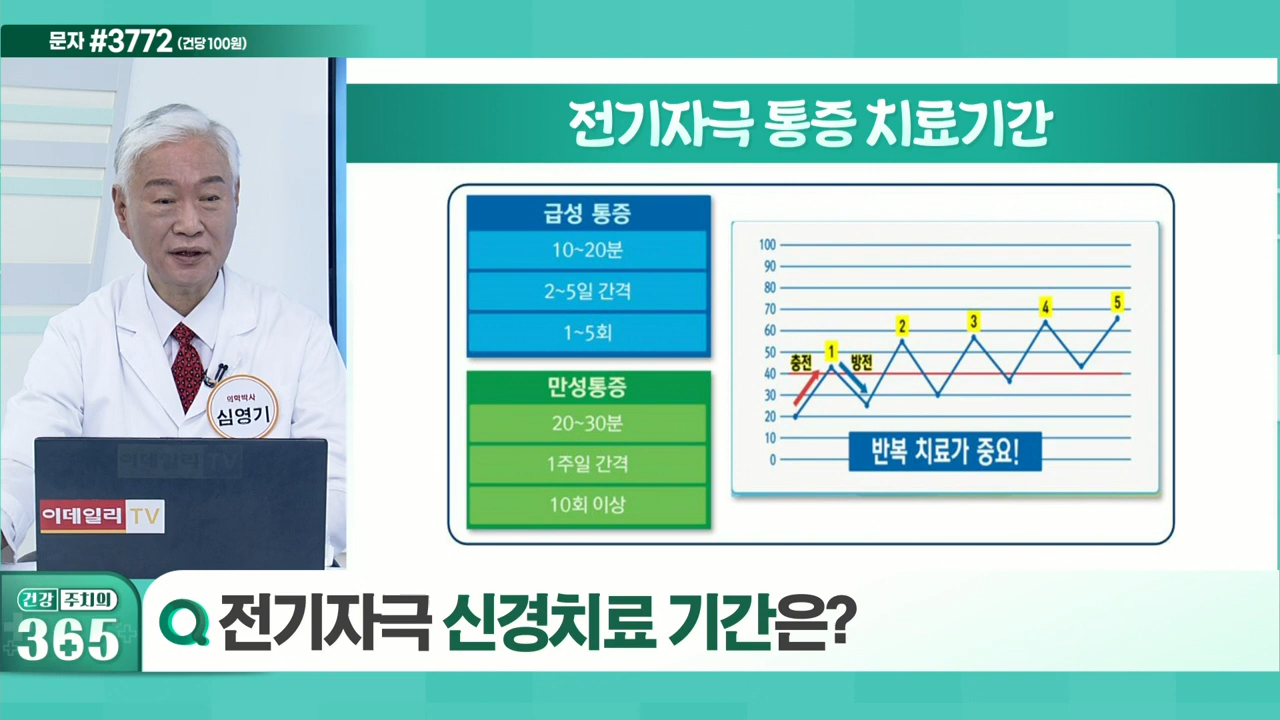 문자 #3772 (건당 100원)
전기자극 통증 치료기간
급성 통증
10~20분
2~5일 간격
1~5회
만성통증
20~30분
1주일 간격
10회 이상
100
90
80
70
60
50
40
30
20
10
0
충전
1
방전
2
3
4
5
반복 치료가 중요!
의학박사
심영기
이데일리TV
이데일리 TV
건강 주치의
365
Q 전기자극 신경치료 기간은?